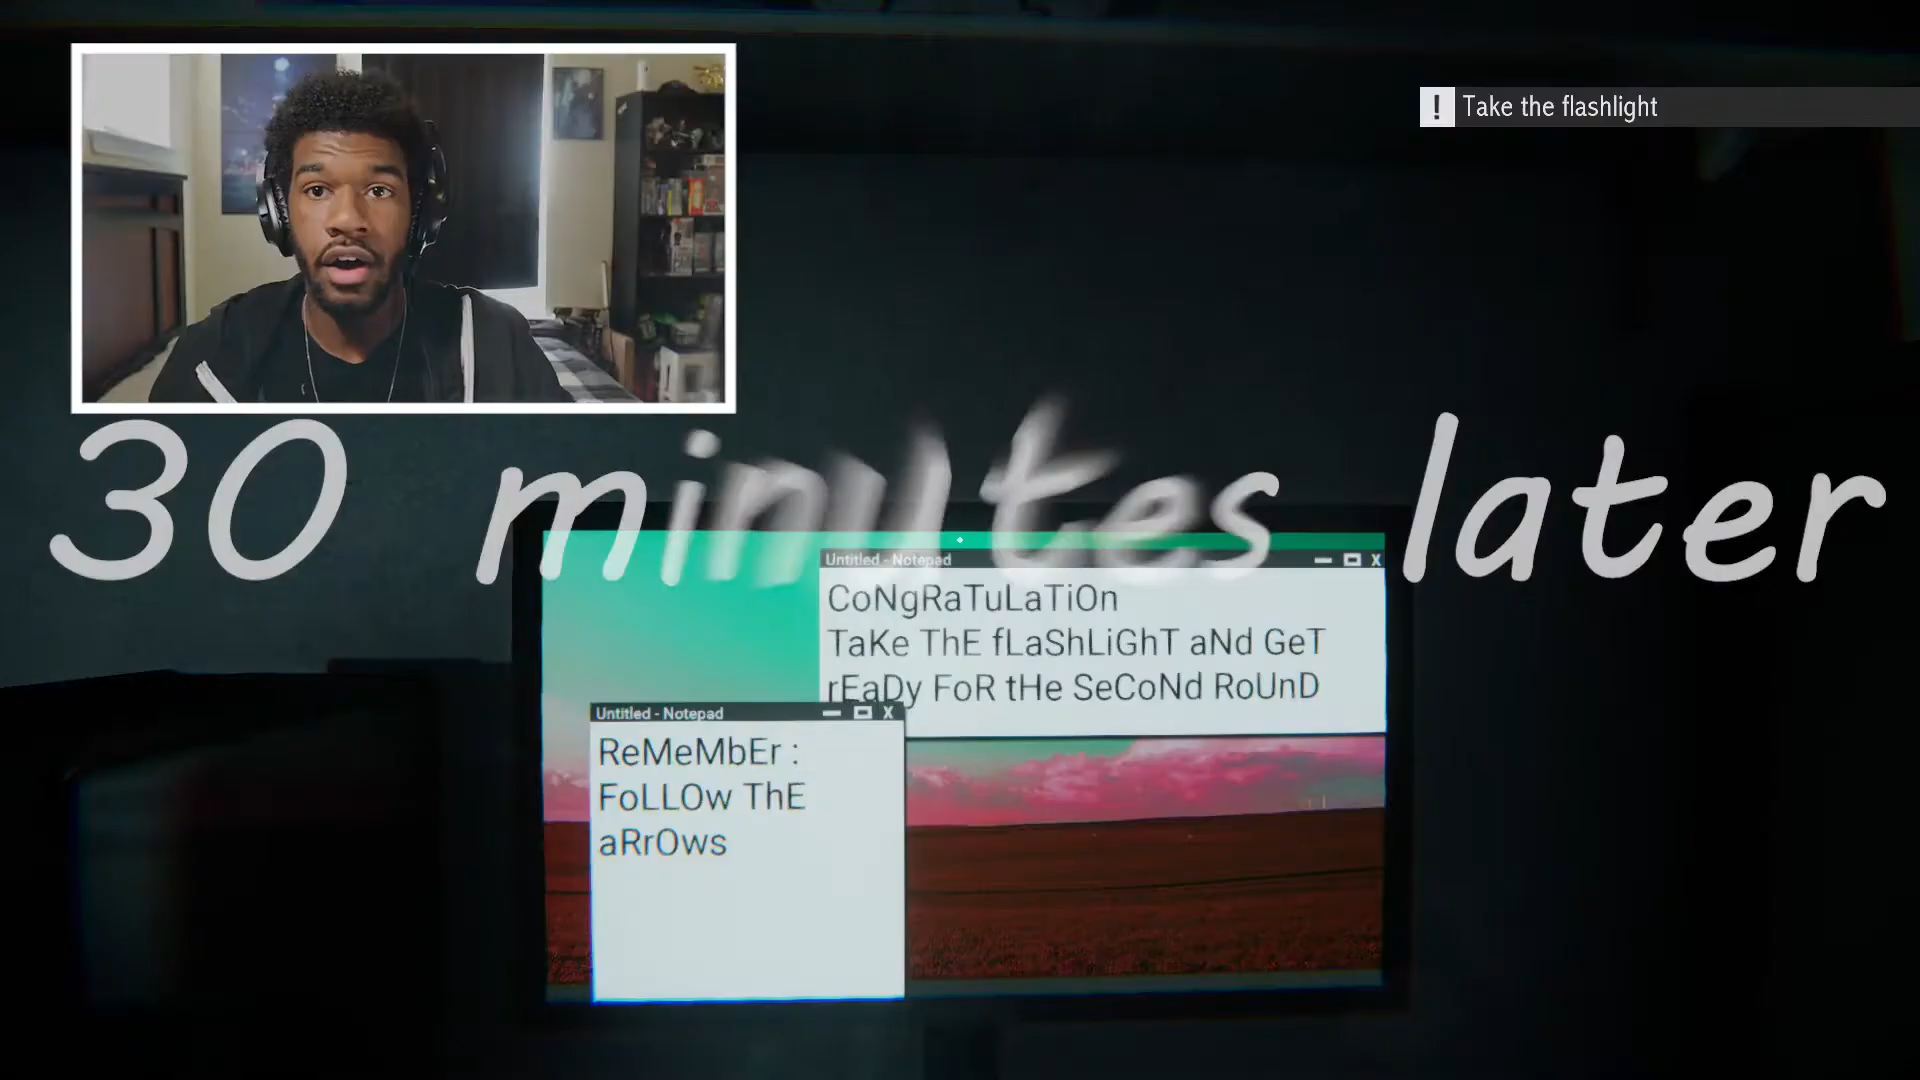 Take the flashlight
30 minutes later
Untitled - Notepad
CoNgRaTuLaTiOn
TaKe ThE fLaShLiGhT aNd GeT
rEaDy FoR tHe SeCoNd RoUnD
Untitled - Notepad
ReMeMbEr :
FoLLOw ThE
aRrOws